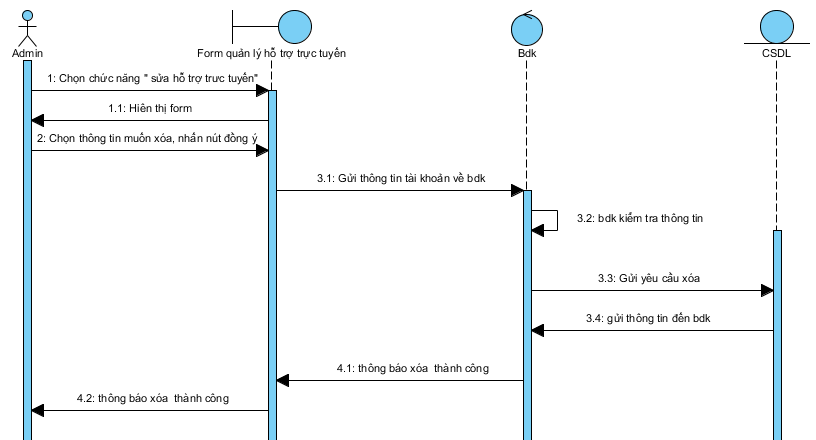 Admin
Form quản lý hỗ trợ trực tuyến
Bdk
CSDL
1: Chọn chức năng " sửa hỗ trợ trưc tuyến"
1.1: Hiên thị form
2: Chọn thông tin muốn xóa, nhấn nút đồng ý
3.1: Gửi thông tin tài khoản về bdk
3.2: bdk kiểm tra thông tin
3.3: Gửi yêu cầu xóa
3.4: gửi thông tin đến bdk
4.1: thông báo xóa thành công
4.2: thông báo xóa thành công